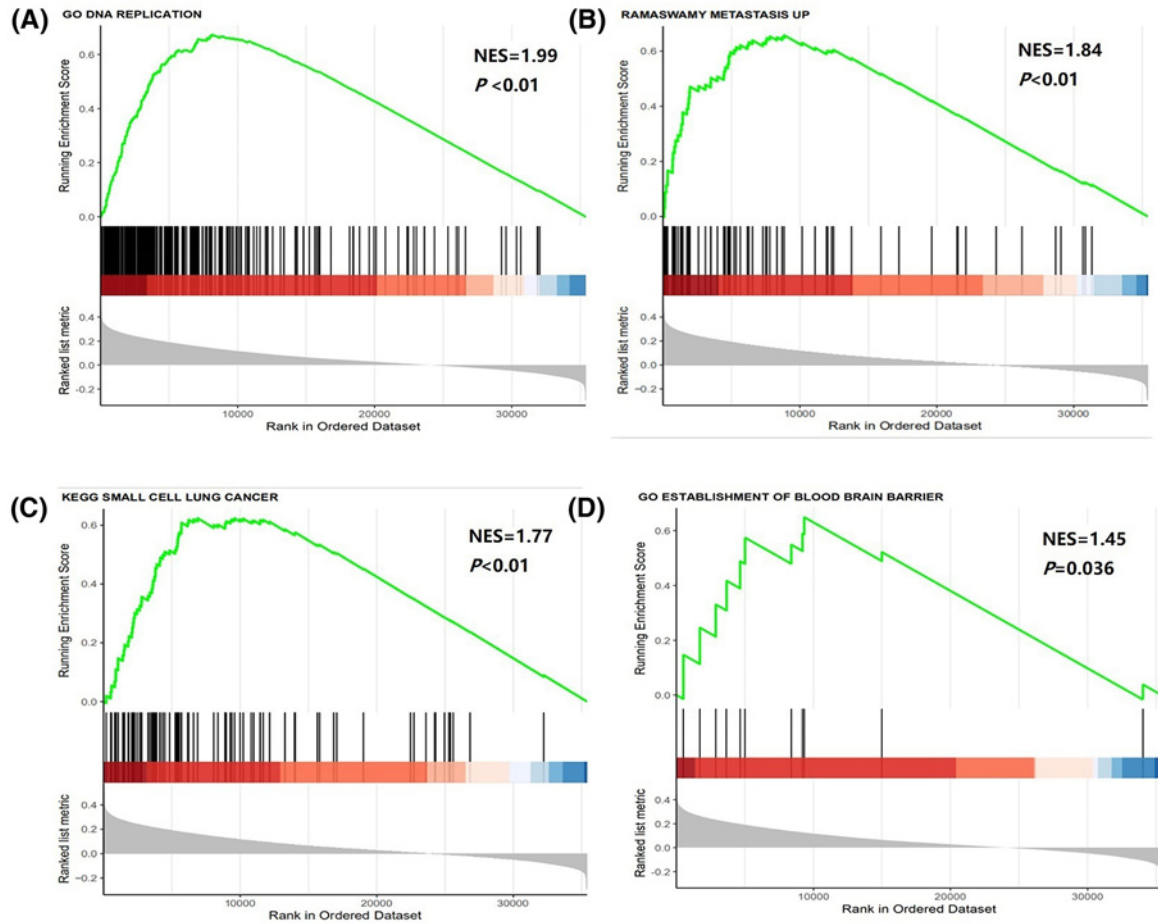 (A)
GO DNA REPLICATION
NES=1.99
P <0.01
Running Enrichment Score
0.6
0.4
0.2
0.0
Ranked list metric
0.4
0.2
0.0
-0.2
10000 20000 30000
Rank in Ordered Dataset
(B)
RAMASWAMY METASTASIS UP
NES=1.84
P <0.01
Running Enrichment Score
0.6
0.4
0.2
0.0
Ranked list metric
0.4
0.2
0.0
-0.2
10000 20000 30000
Rank in Ordered Dataset
(C)
KEGG SMALL CELL LUNG CANCER
NES=1.77
P<0.01
Running Enrichment Score
0.6
0.4
0.2
0.0
Ranked list metric
0.4
0.2
0.0
-0.2
10000 20000 30000
Rank in Ordered Dataset
(D)
GO ESTABLISHMENT OF BLOOD BRAIN BARRIER
NES=1.45
P=0.036
Running Enrichment Score
0.6
0.4
0.2
0.0
Ranked list metric
0.4
0.2
0.0
-0.2
10000 20000 30000
Rank in Ordered Dataset